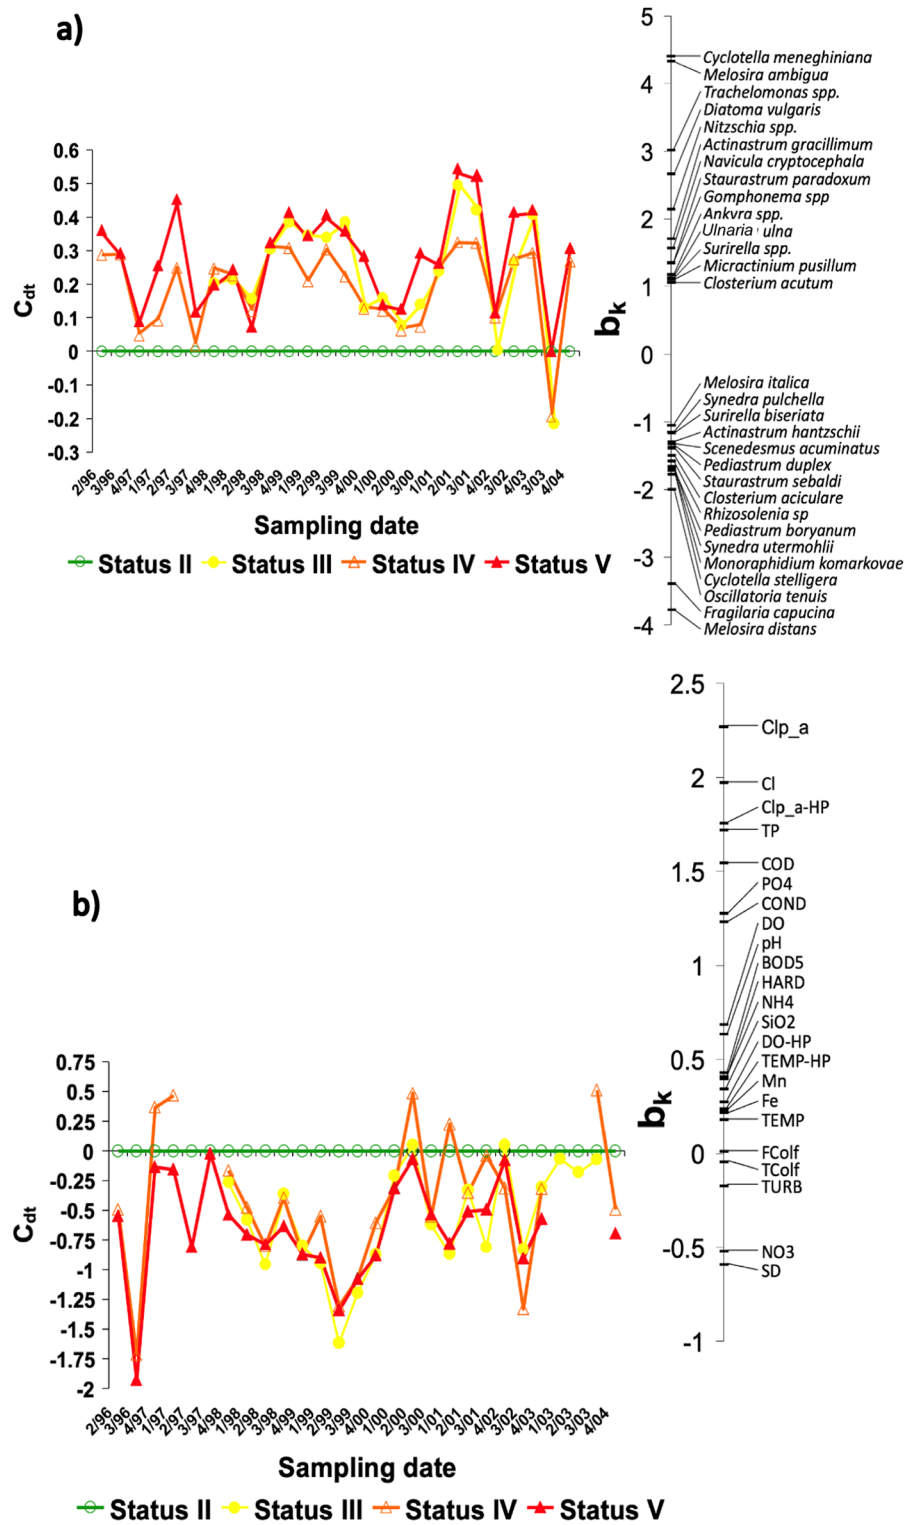 a)
5
4
3
2
1
0
-1
-2
-3
-4
bk
Cyclotella meneghiniana
Melosira ambigua
Trachelomonas spp.
Diatoma vulgaris
Nitzschia spp.
Actinastrum gracillimum
Navicula cryptocephala
Staurastrum paradoxum
Gomphonema spp
Ankvra spp.
Ulnaria ulna
Surirella spp.
Micractinium pusillum
Closterium acutum
Melosira italica
Synedra pulchella
Surirella biseriata
Actinastrum hantzschii
Scenedesmus acuminatus
Pediastrum duplex
Staurastrum sebaldi
Closterium aciculare
Rhizosolenia sp
Pediastrum boryanum
Synedra utermohlii
Monoraphidium komarkovae
Cyclotella stelligera
Oscillatoria tenuis
Fragilaria capucina
Melosira distans
0.6
0.5
0.4
0.3
0.2
0.1
0
-0.1
-0.2
-0.3
Cdt
2/96 3/96 4/97 1/97 2/97 3/97 4/98 1/98 2/98 3/98 4/99 1/99 2/99 3/99 4/00 1/00 2/00 3/00 1/01 2/01 3/01 4/02 3/02 4/03 3/03 4/04
Sampling date
Status II Status III Status IV Status V
b)
2.5
2
1.5
1
0.5
0
-0.5
-1
bk
Clp_a
Cl
Clp_a-HP
TP
COD
PO4
COND
DO
pH
BOD5
HARD
NH4
SiO2
DO-HP
TEMP-HP
Mn
Fe
TEMP
FColf
TColf
TURB
NO3
SD
0.75
0.5
0.25
0
-0.25
-0.5
-0.75
-1
-1.25
-1.5
-1.75
-2
Cdt
2/96 3/96 4/97 1/97 2/97 3/97 4/98 1/98 2/98 3/98 4/99 1/99 2/99 3/99 4/00 1/00 2/00 3/00 1/01 2/01 3/01 4/02 3/02 4/03 1/03 2/03 3/03 4/04
Sampling date
Status II Status III Status IV Status V